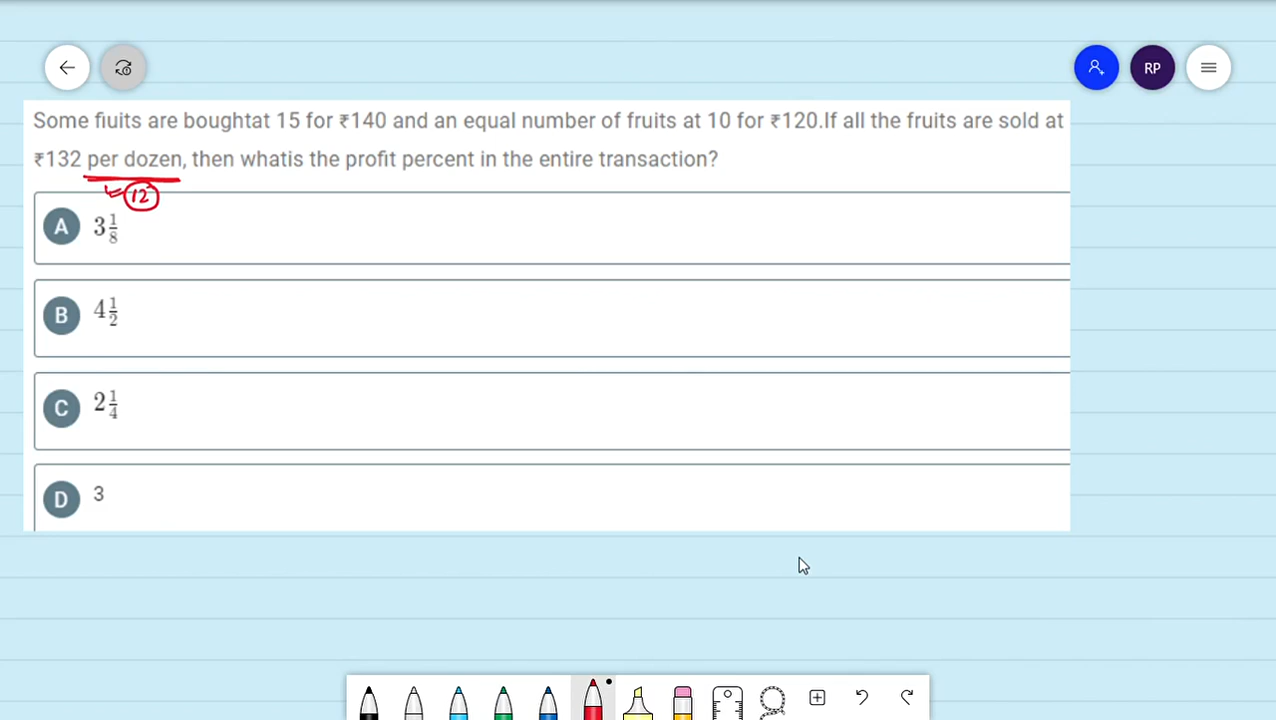 RP
Some fiuits are boughtat 15 for ₹140 and an equal number of fruits at 10 for ₹120.If all the fruits are sold at
₹132 per dozen, then whatis the profit percent in the entire transaction?
12
A 3 1/8
B 4 1/2
C 2 1/4
D 3